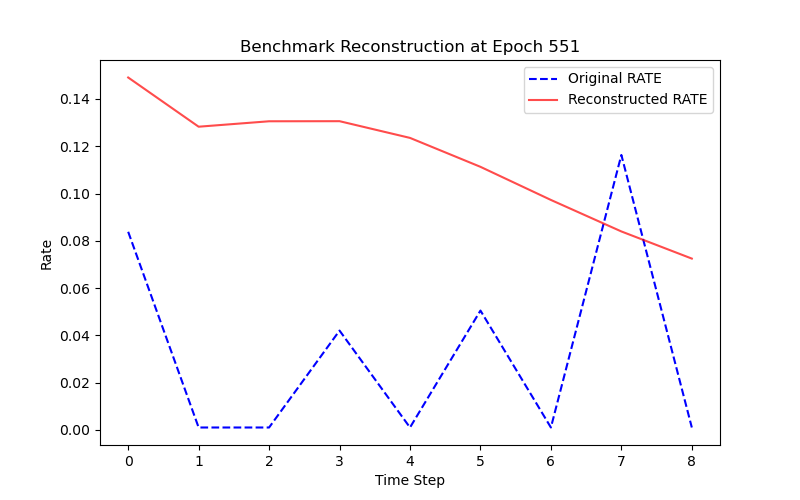 Benchmark Reconstruction at Epoch 551
Original RATE
Reconstructed RATE
0.14
0.12
0.10
0.08
0.06
0.04
0.02
0.00
Rate
0 1 2 3 4 5 6 7 8
Time Step